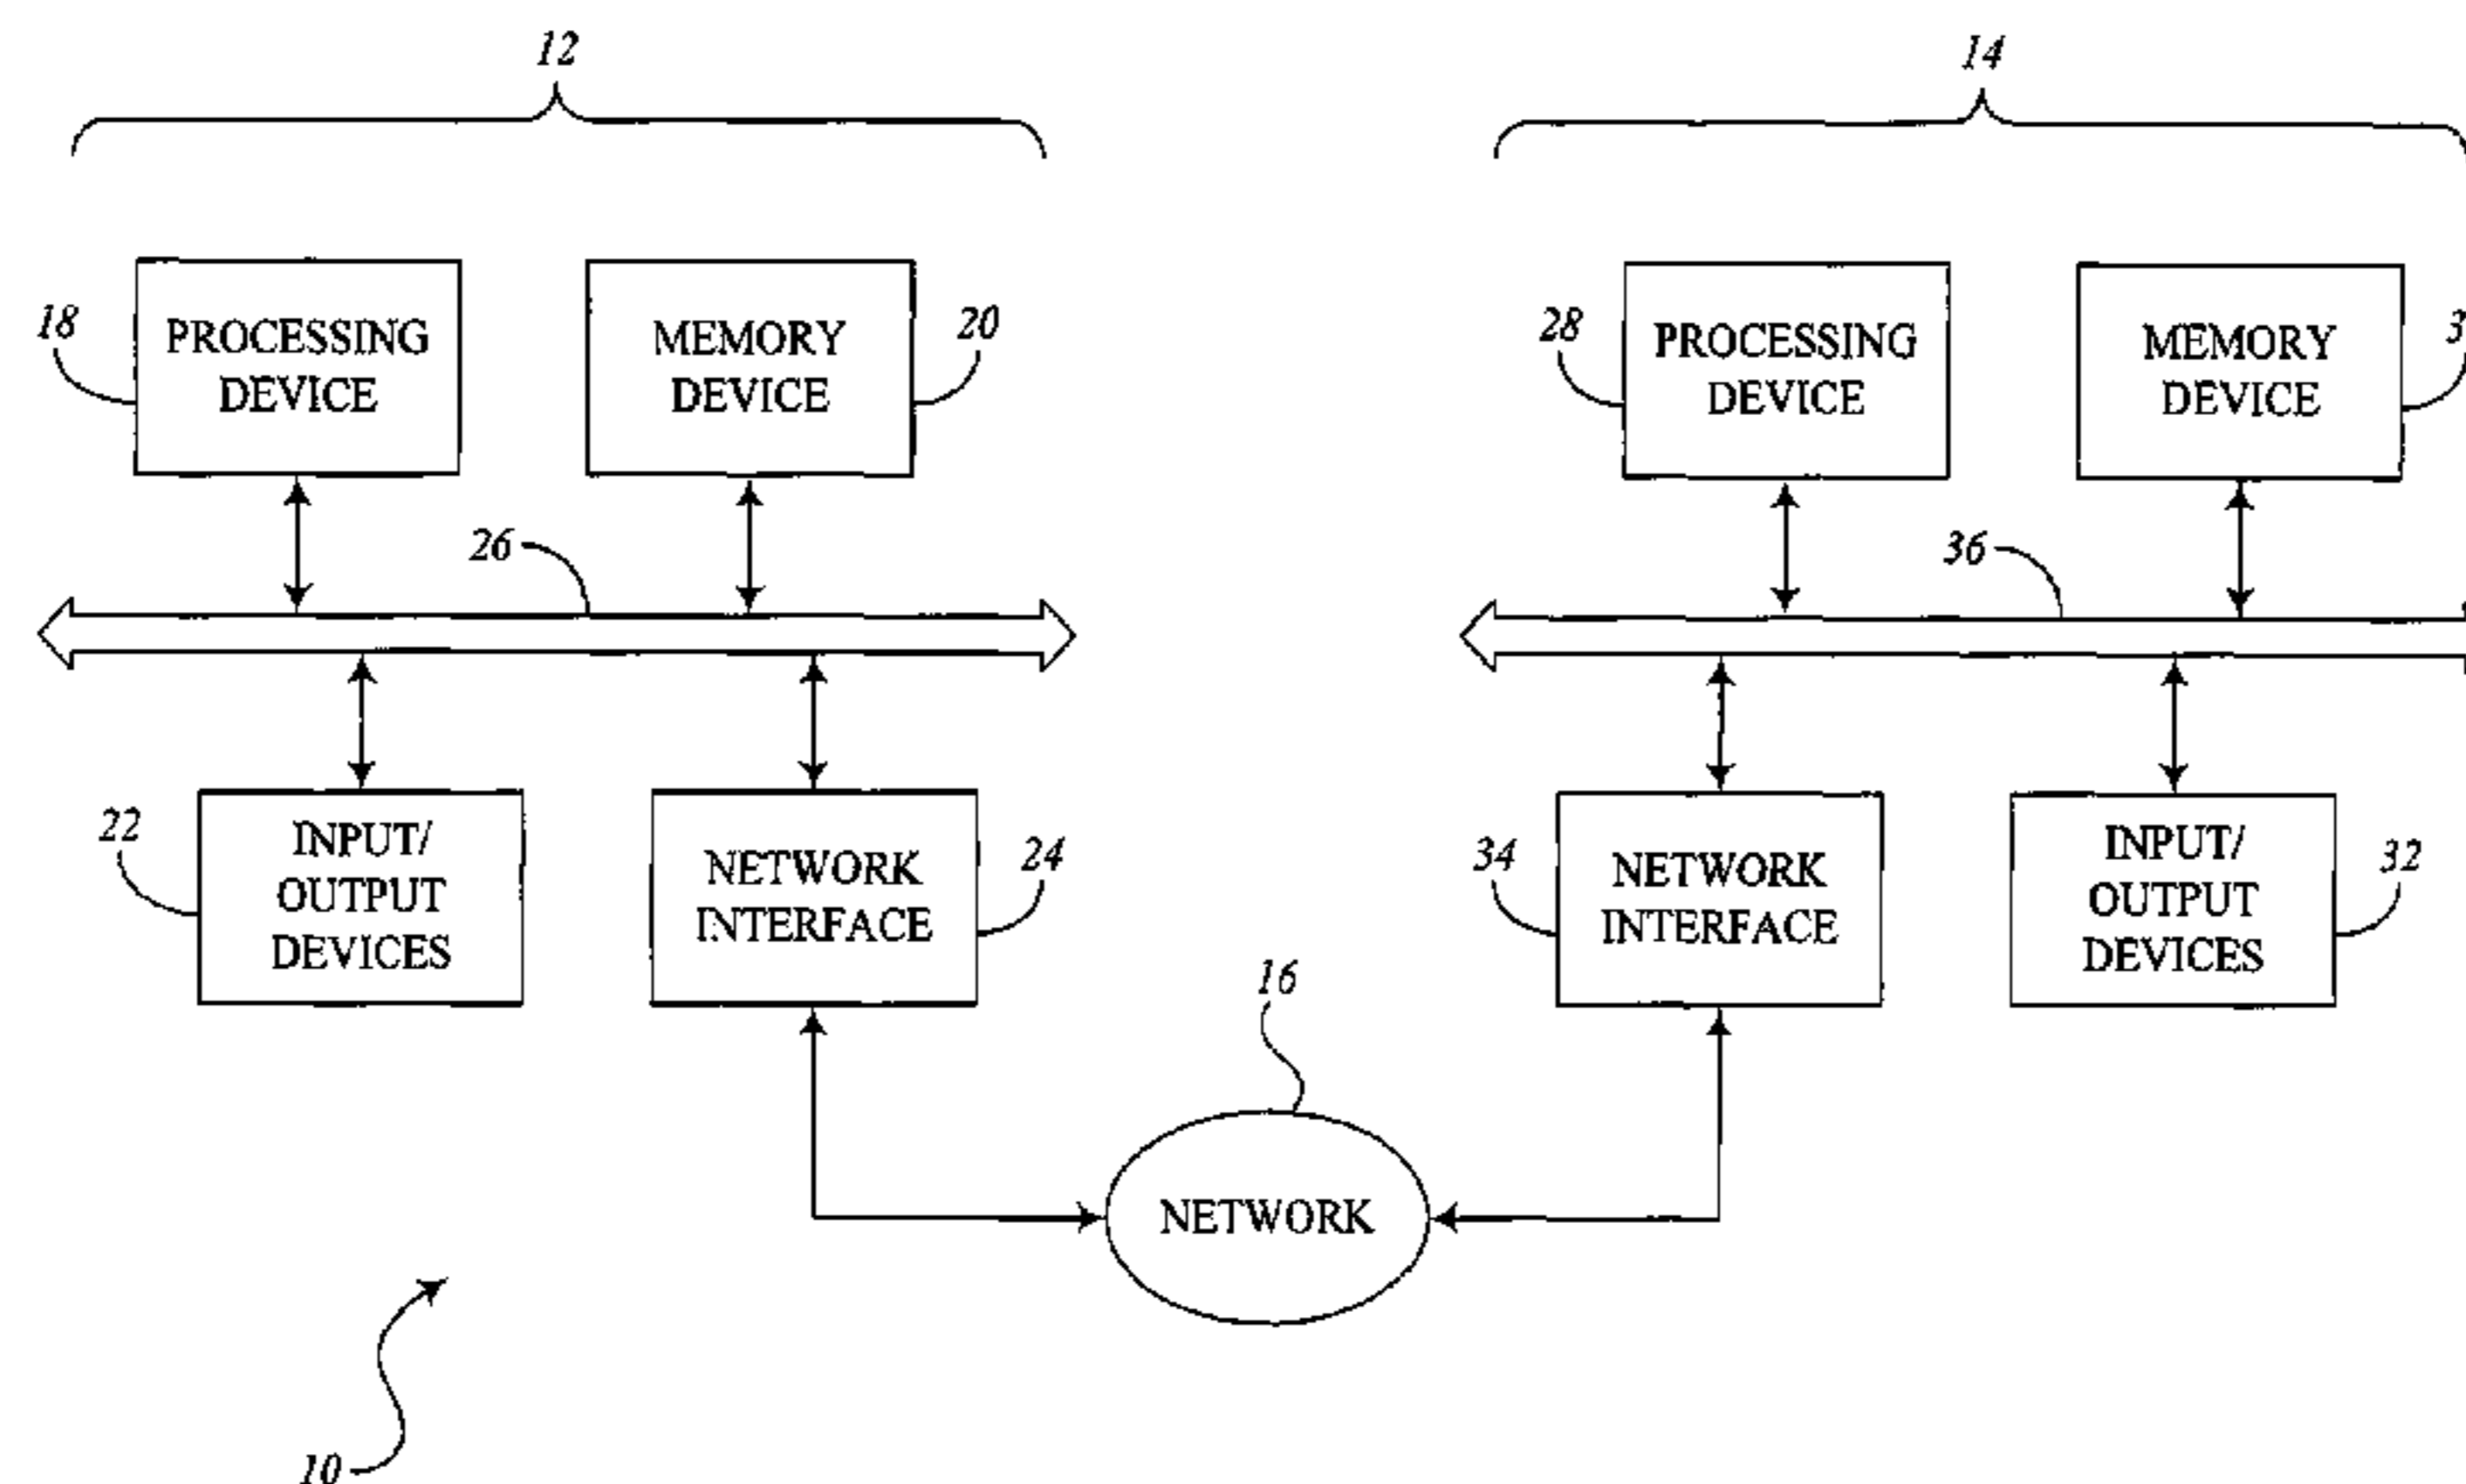 12
14
18
PROCESSING
DEVICE
MEMORY
DEVICE
20
28
PROCESSING
DEVICE
MEMORY
DEVICE
26
36
22
INPUT/
OUTPUT
DEVICES
NETWORK
INTERFACE
24
34
NETWORK
INTERFACE
INPUT/
OUTPUT
DEVICES
32
16
NETWORK
10